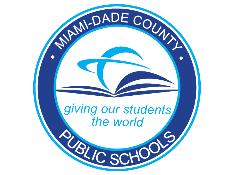 MIAMI-DADE COUNTY
giving our students
the world
PUBLIC SCHOOLS